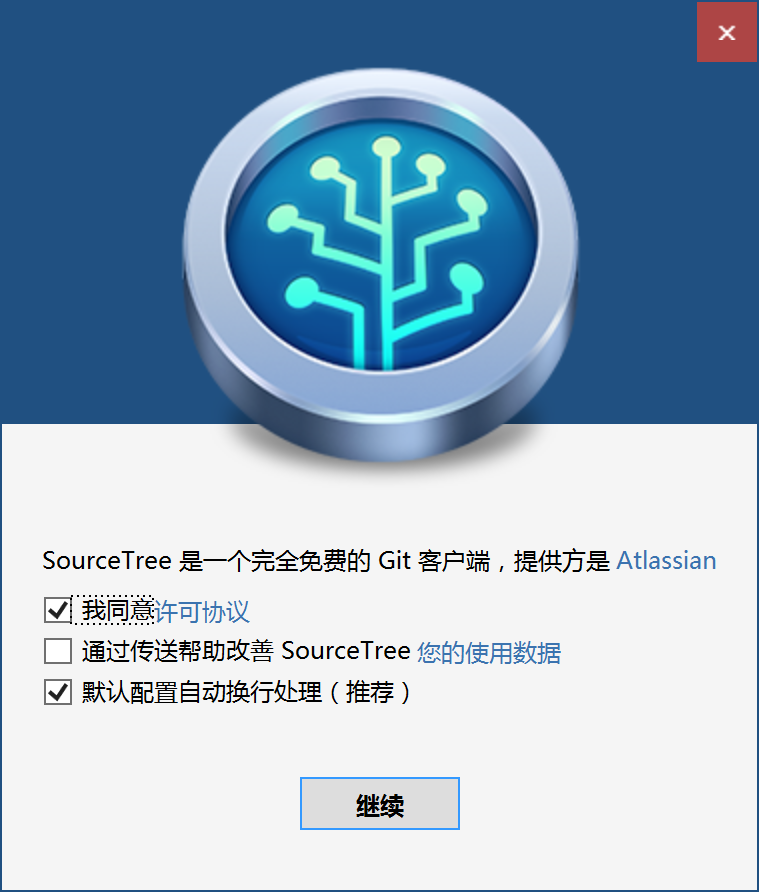 SourceTree 是一个完全免费的 Git 客户端，提供方是 Atlassian
我同意许可协议
通过传送帮助改善 SourceTree 您的使用数据
默认配置自动换行处理（推荐）
继续